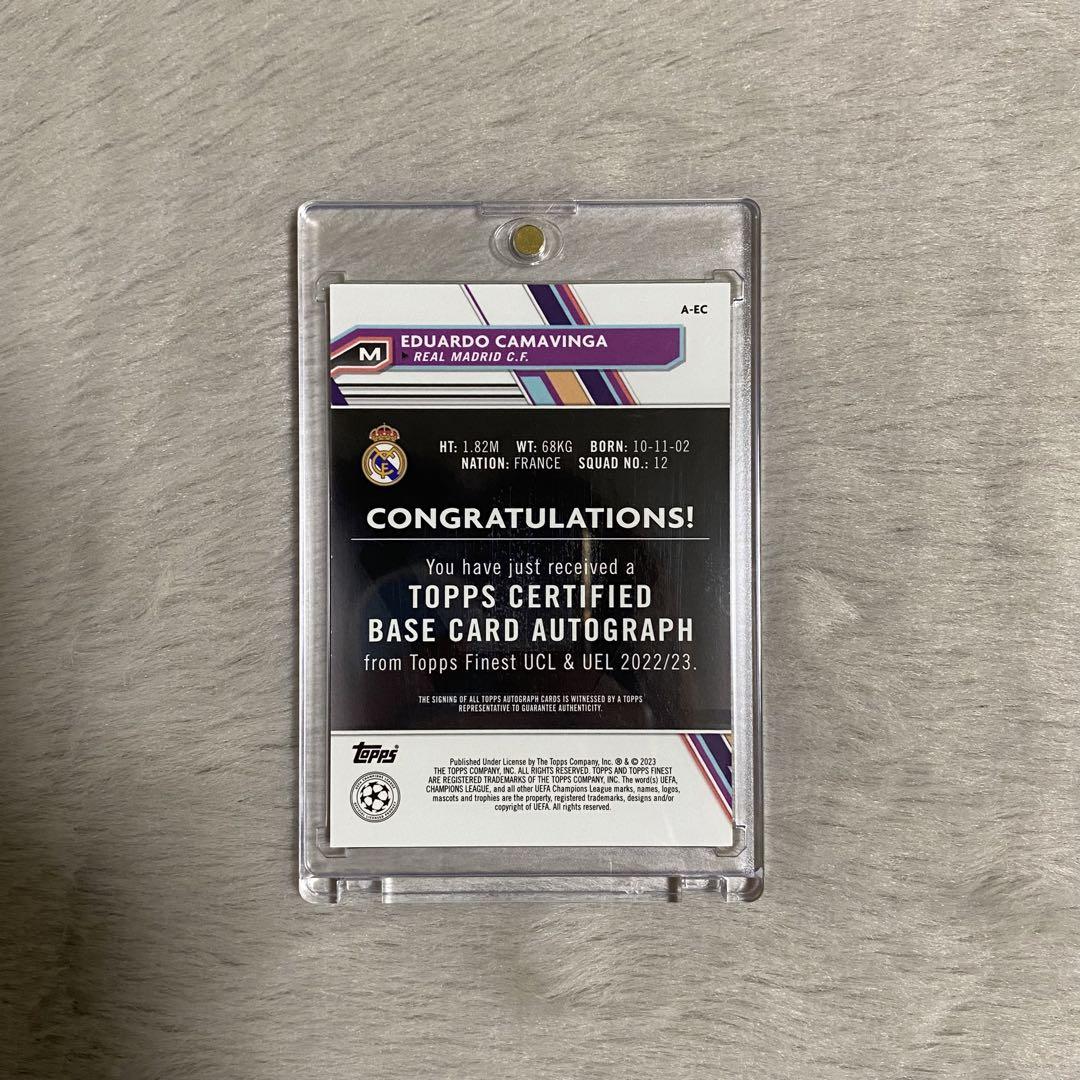 A-EC
M
EDUARDO CAMAVINGA
REAL MADRID C.F.
HT: 1.82M WT: 68KG BORN: 10-11-02
NATION: FRANCE SQUAD NO.: 12
CONGRATULATIONS!
You have just received a
TOPPS CERTIFIED
BASE CARD AUTOGRAPH
from Topps Finest UCL & UEL 2022/23.
THE SIGNING OF ALL TOPPS AUTOGRAPH CARDS IS WITNESSED BY A TOPPS
REPRESENTATIVE TO GUARANTEE AUTHENTICITY.
topps
Published Under License by The Topps Company, Inc. ® & © 2023
THE TOPPS COMPANY, INC. ALL RIGHTS RESERVED. TOPPS AND TOPPS FINEST
ARE REGISTERED TRADEMARKS OF THE TOPPS COMPANY, INC. The word(s) UEFA,
CHAMPIONS LEAGUE, and all other UEFA Champions League marks, names, logos,
mascots and trophies are the property, registered trademarks, designs and/or
copyright of UEFA. All rights reserved.